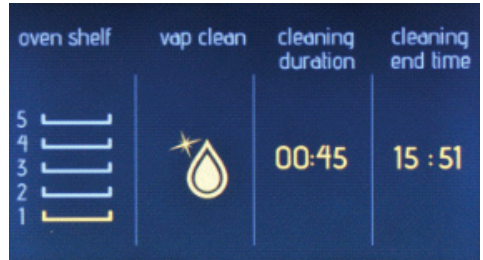 oven shelf
vap clean
cleaning
duration
cleaning
end time
5
4
3
2
1
00:45
15 : 51